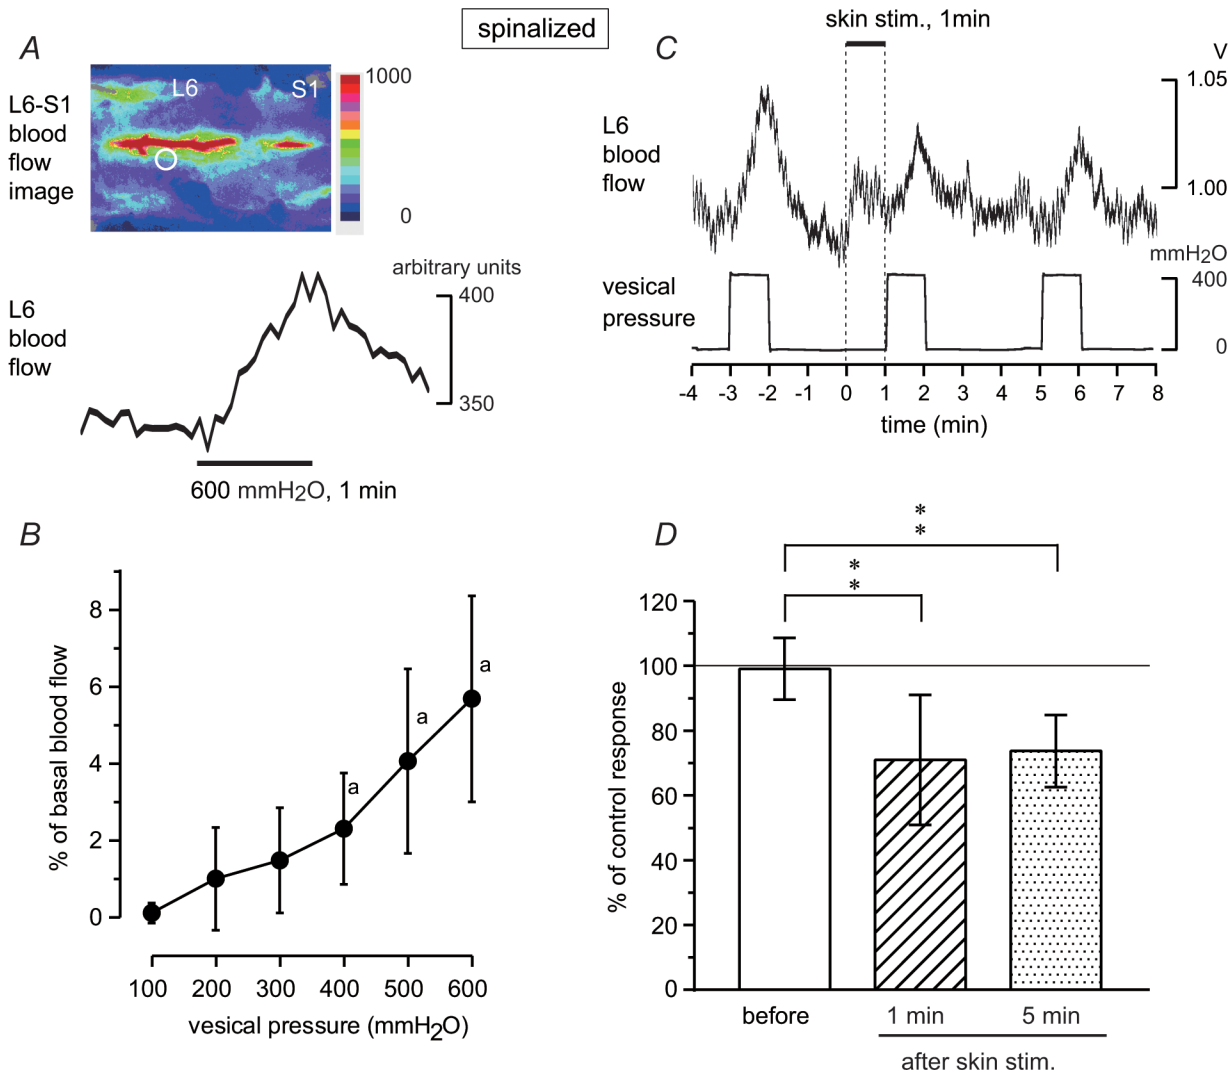 spinalized
A
L6-S1
blood
flow
image
L6
S1
1000
0
L6
blood
flow
arbitrary units
400
350
600 mmH2O, 1 min
C
skin stim., 1min
V
L6
blood
flow
1.05
1.00
mmH2O
vesical
pressure
400
0
-4 -3 -2 -1 0 1 2 3 4 5 6 7 8
time (min)
B
% of basal blood flow
8
6
4
2
0
a
a
a
100 200 300 400 500 600
vesical pressure (mmH2O)
D
* *
* *
% of control response
120
100
80
60
40
20
0
before
1 min
5 min
after skin stim.